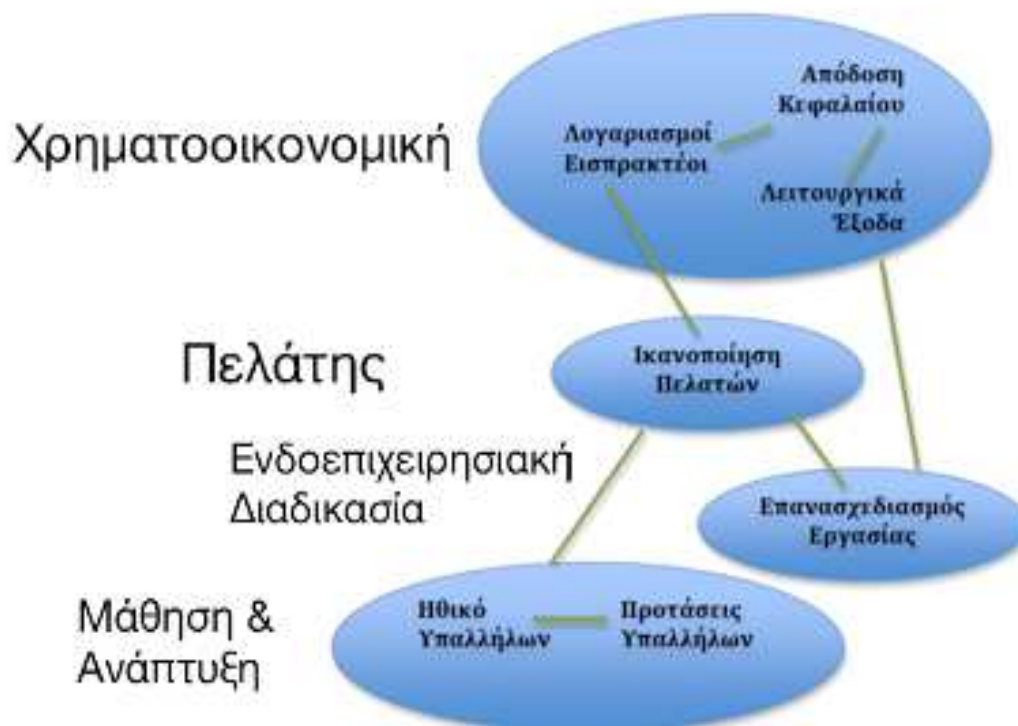 Χρηματοοικονομική
Απόδοση
Κεφαλαίου
Λογαριασμοί
Εισπρακτέοι
Λειτουργικά
Έξοδα
Πελάτης
Ικανοποίηση
Πελατών
Ενδοεπιχειρησιακή
Διαδικασία
Επανασχεδιασμός
Εργασίας
Μάθηση &
Ανάπτυξη
Ηθικό
Υπαλλήλων
Προτάσεις
Υπαλλήλων